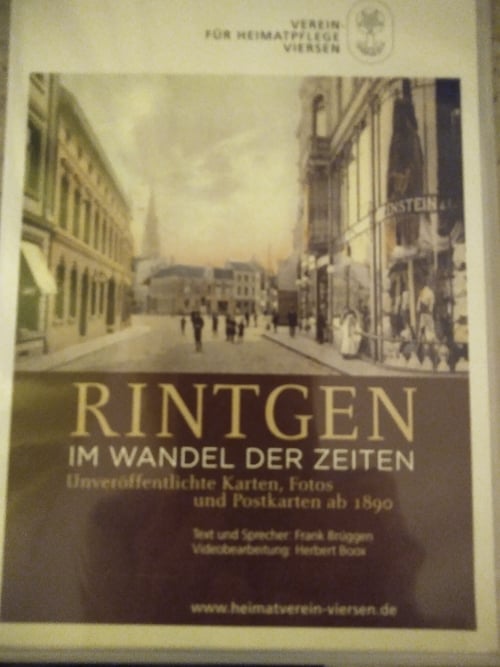 VEREIN
FÜR HEIMATPFLEGE
VIERSEN
RINTGEN
IM WANDEL DER ZEITEN
Unveröffentlichte Karten, Fotos
und Postkarten ab 1890
Text und Sprecher: Frank Brüggen
Videobearbeitung: Herbert Boox
www.heimatverein-viersen.de